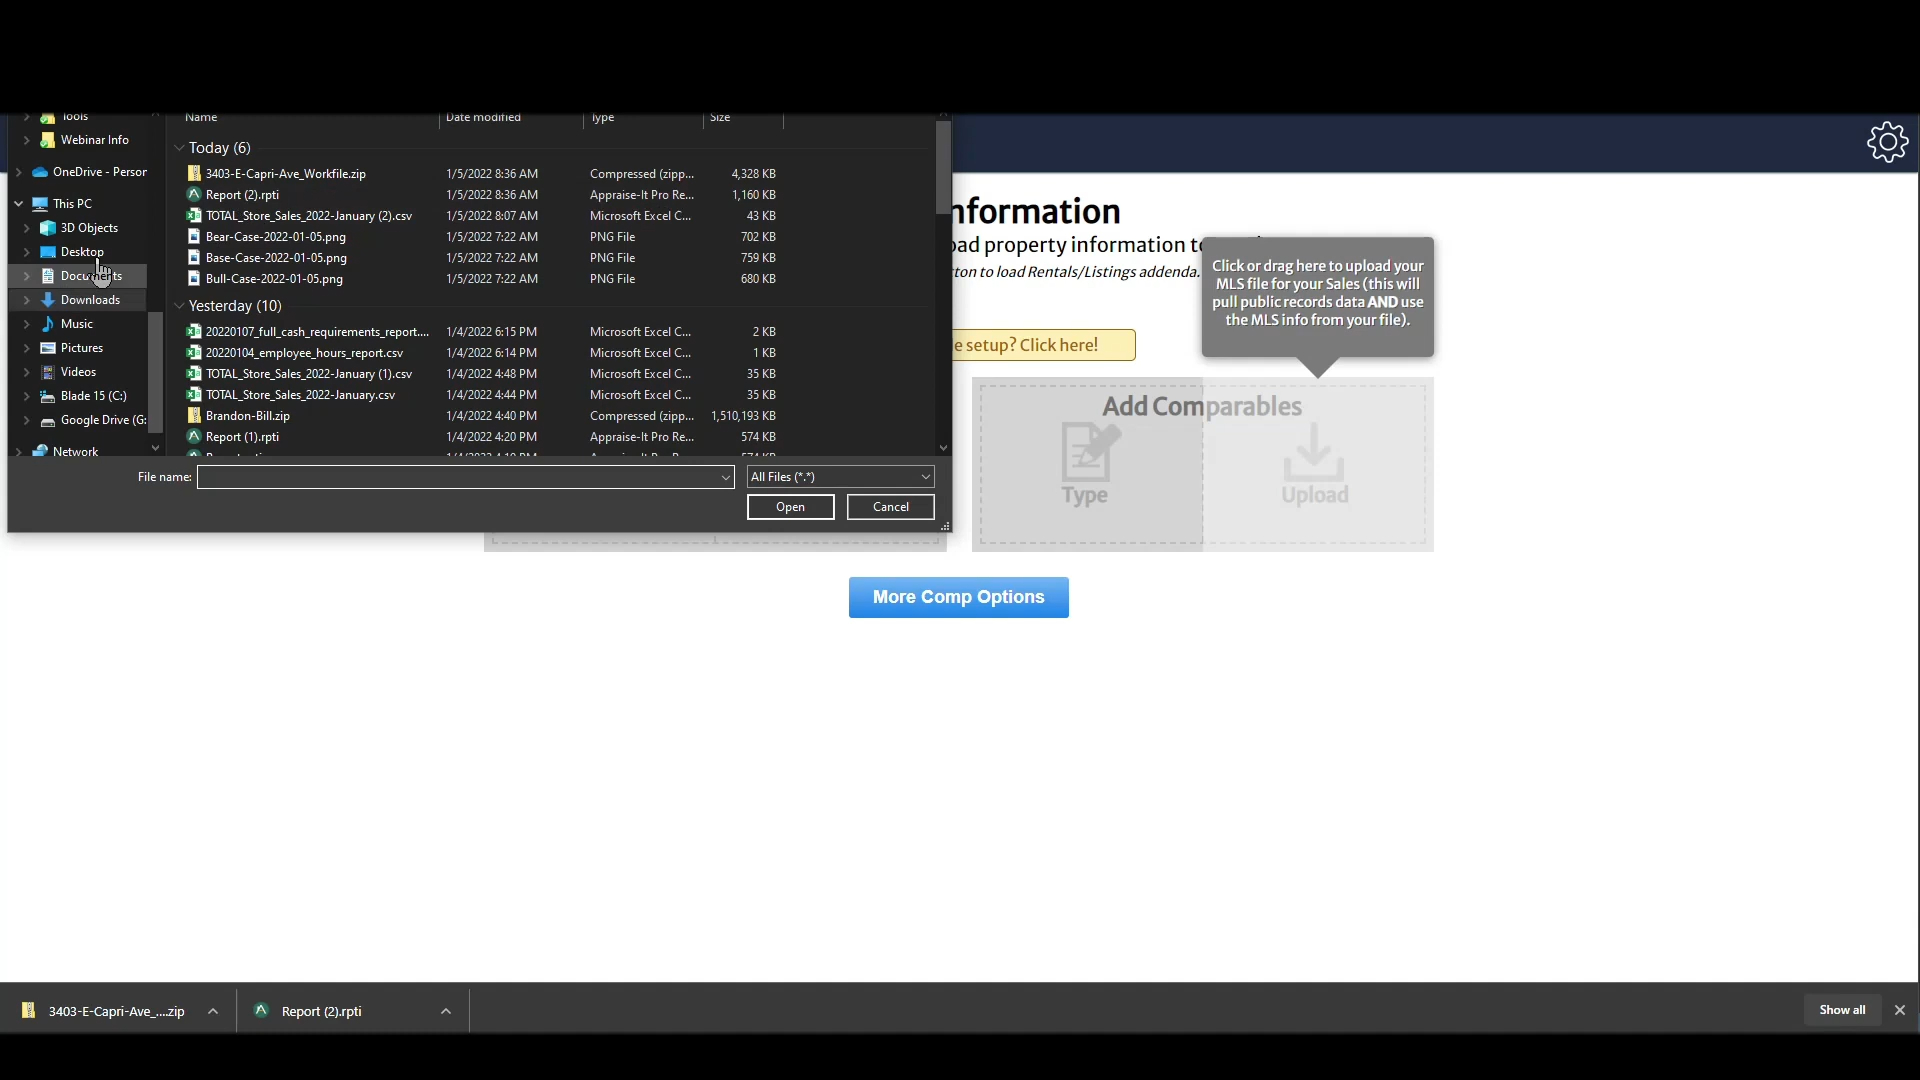 Tools
Webinar Info
OneDrive - Person
This PC
3D Objects
Desktop
Documents
Downloads
Music
Pictures
Videos
Blade 15 (C:)
Google Drive (G:
Network
Name Date modified Type Size
Today (6)
3403-E-Capri-Ave_Workfile.zip 1/5/2022 8:36 AM Compressed (zipp... 4,328 KB
Report (2).rpti 1/5/2022 8:36 AM Appraise-It Pro Re... 1,160 KB
TOTAL_Store_Sales_2022-January (2).csv 1/5/2022 8:07 AM Microsoft Excel C... 43 KB
Bear-Case-2022-01-05.png 1/5/2022 7:22 AM PNG File 702 KB
Base-Case-2022-01-05.png 1/5/2022 7:22 AM PNG File 759 KB
Bull-Case-2022-01-05.png 1/5/2022 7:22 AM PNG File 680 KB
Yesterday (10)
20220107_full_cash_requirements_report.... 1/4/2022 6:15 PM Microsoft Excel C... 2 KB
20220104_employee_hours_report.csv 1/4/2022 6:14 PM Microsoft Excel C... 1 KB
TOTAL_Store_Sales_2022-January (1).csv 1/4/2022 4:48 PM Microsoft Excel C... 35 KB
TOTAL_Store_Sales_2022-January.csv 1/4/2022 4:44 PM Microsoft Excel C... 35 KB
Brandon-Bill.zip 1/4/2022 4:40 PM Compressed (zipp... 1,510,193 KB
Report (1).rpti 1/4/2022 4:20 PM Appraise-It Pro Re... 574 KB
File name: All Files (*.*)
Open Cancel
nformation
ad property information to
ton to load Rentals/Listings addenda.
Click or drag here to upload your
MLS file for your Sales (this will
pull public records data AND use
the MLS info from your file).
e setup? Click here!
Add Comparables
Type Upload
More Comp Options
3403-E-Capri-Ave_....zip Report (2).rpti Show all